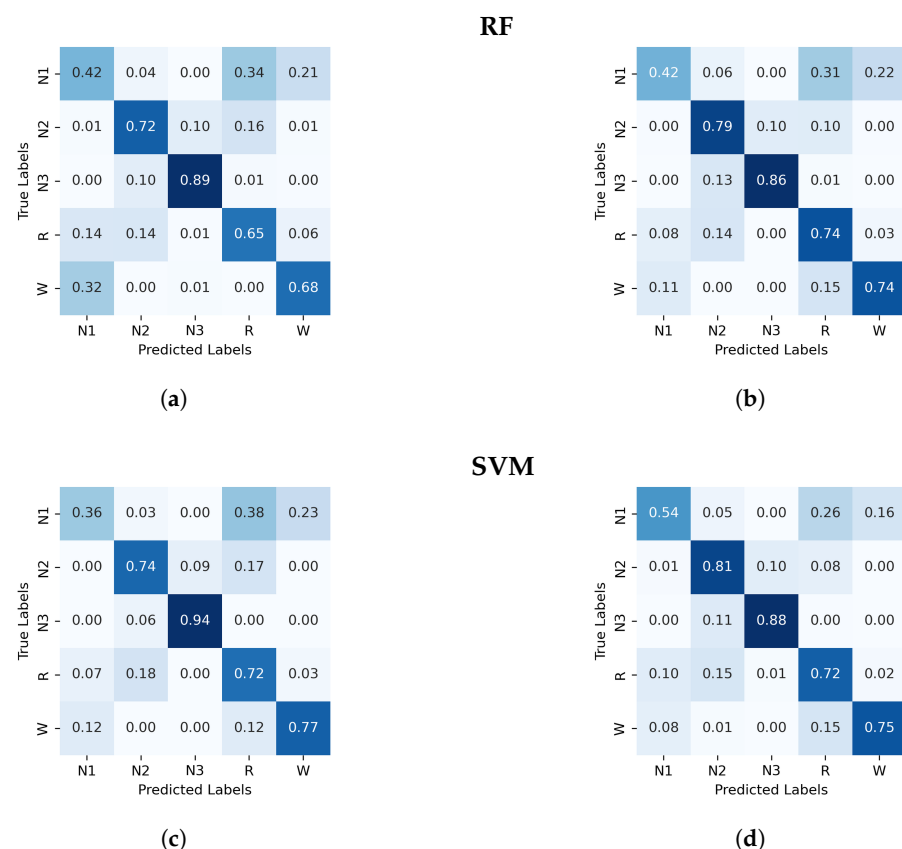 RF
N1 0.42 0.04 0.00 0.34 0.21
N2 0.01 0.72 0.10 0.16 0.01
N3 0.00 0.10 0.89 0.01 0.00
R 0.14 0.14 0.01 0.65 0.06
W 0.32 0.00 0.01 0.00 0.68
True Labels
N1 N2 N3 R W
Predicted Labels
(a)
N1 0.42 0.06 0.00 0.31 0.22
N2 0.00 0.79 0.10 0.10 0.00
N3 0.00 0.13 0.86 0.01 0.00
R 0.08 0.14 0.00 0.74 0.03
W 0.11 0.00 0.00 0.15 0.74
True Labels
N1 N2 N3 R W
Predicted Labels
(b)
SVM
N1 0.36 0.03 0.00 0.38 0.23
N2 0.00 0.74 0.09 0.17 0.00
N3 0.00 0.06 0.94 0.00 0.00
R 0.07 0.18 0.00 0.72 0.03
W 0.12 0.00 0.00 0.12 0.77
True Labels
N1 N2 N3 R W
Predicted Labels
(c)
N1 0.54 0.05 0.00 0.26 0.16
N2 0.01 0.81 0.10 0.08 0.00
N3 0.00 0.11 0.88 0.00 0.00
R 0.10 0.15 0.01 0.72 0.02
W 0.08 0.01 0.00 0.15 0.75
True Labels
N1 N2 N3 R W
Predicted Labels
(d)